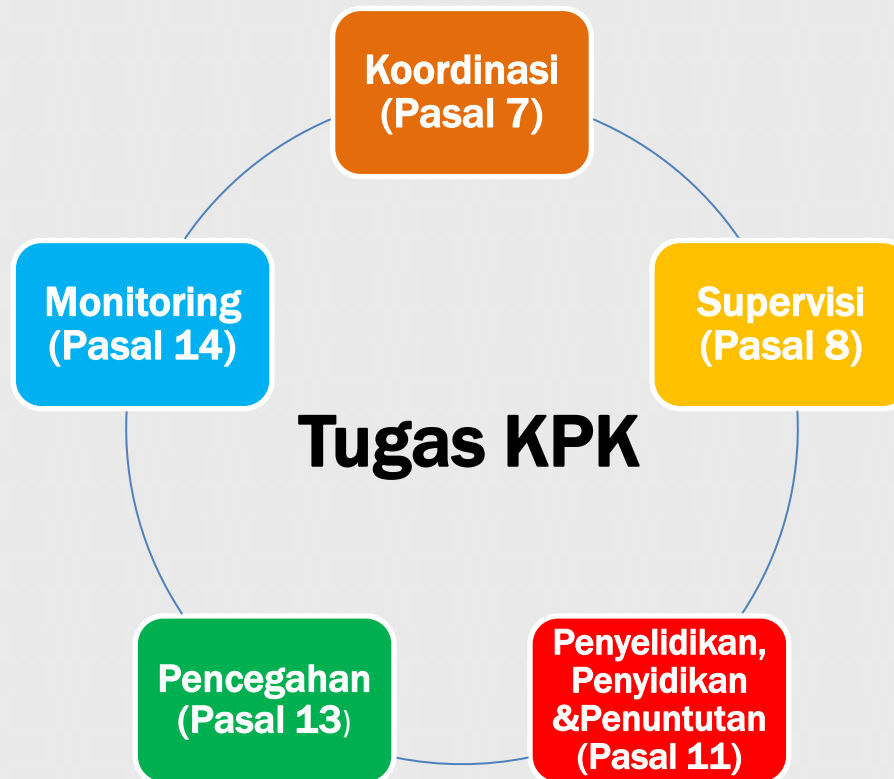 Koordinasi
(Pasal 7)
Monitoring
(Pasal 14)
Supervisi
(Pasal 8)
Tugas KPK
Pencegahan
(Pasal 13)
Penyelidikan,
Penyidikan
&Penuntutan
(Pasal 11)